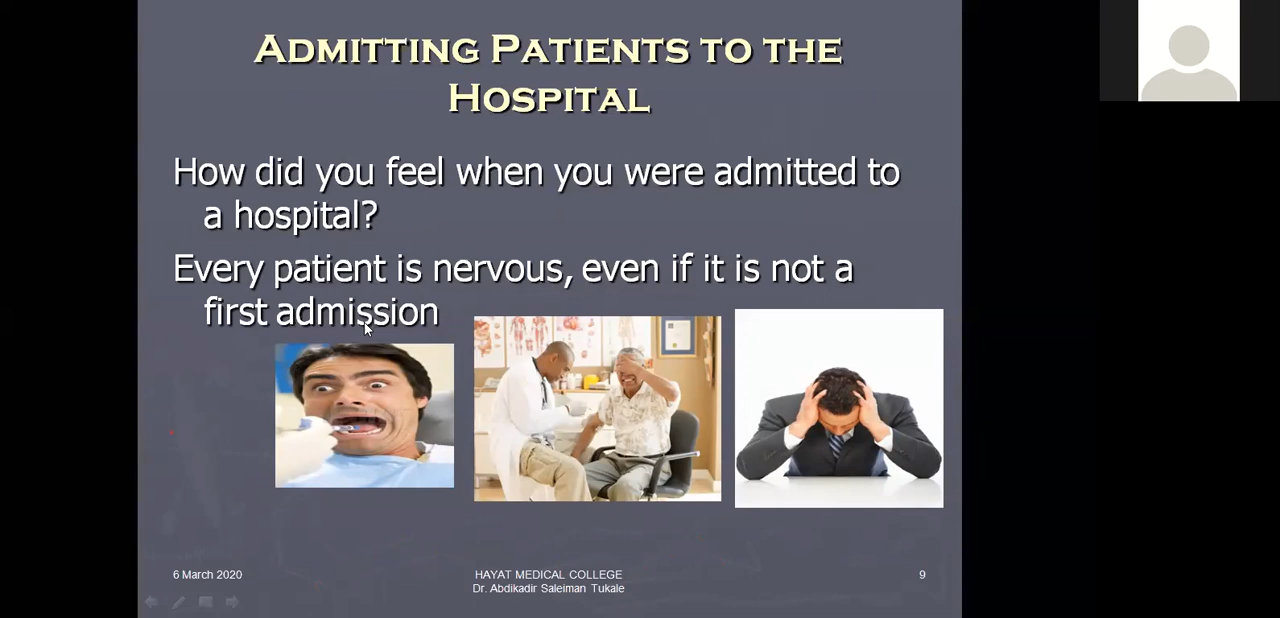 ADMITTING PATIENTS TO THE
HOSPITAL
How did you feel when you were admitted to
a hospital?
Every patient is nervous, even if it is not a
first admission
6 March 2020
HAYAT MEDICAL COLLEGE
Dr. Abdikadir Saleiman Tukale
9